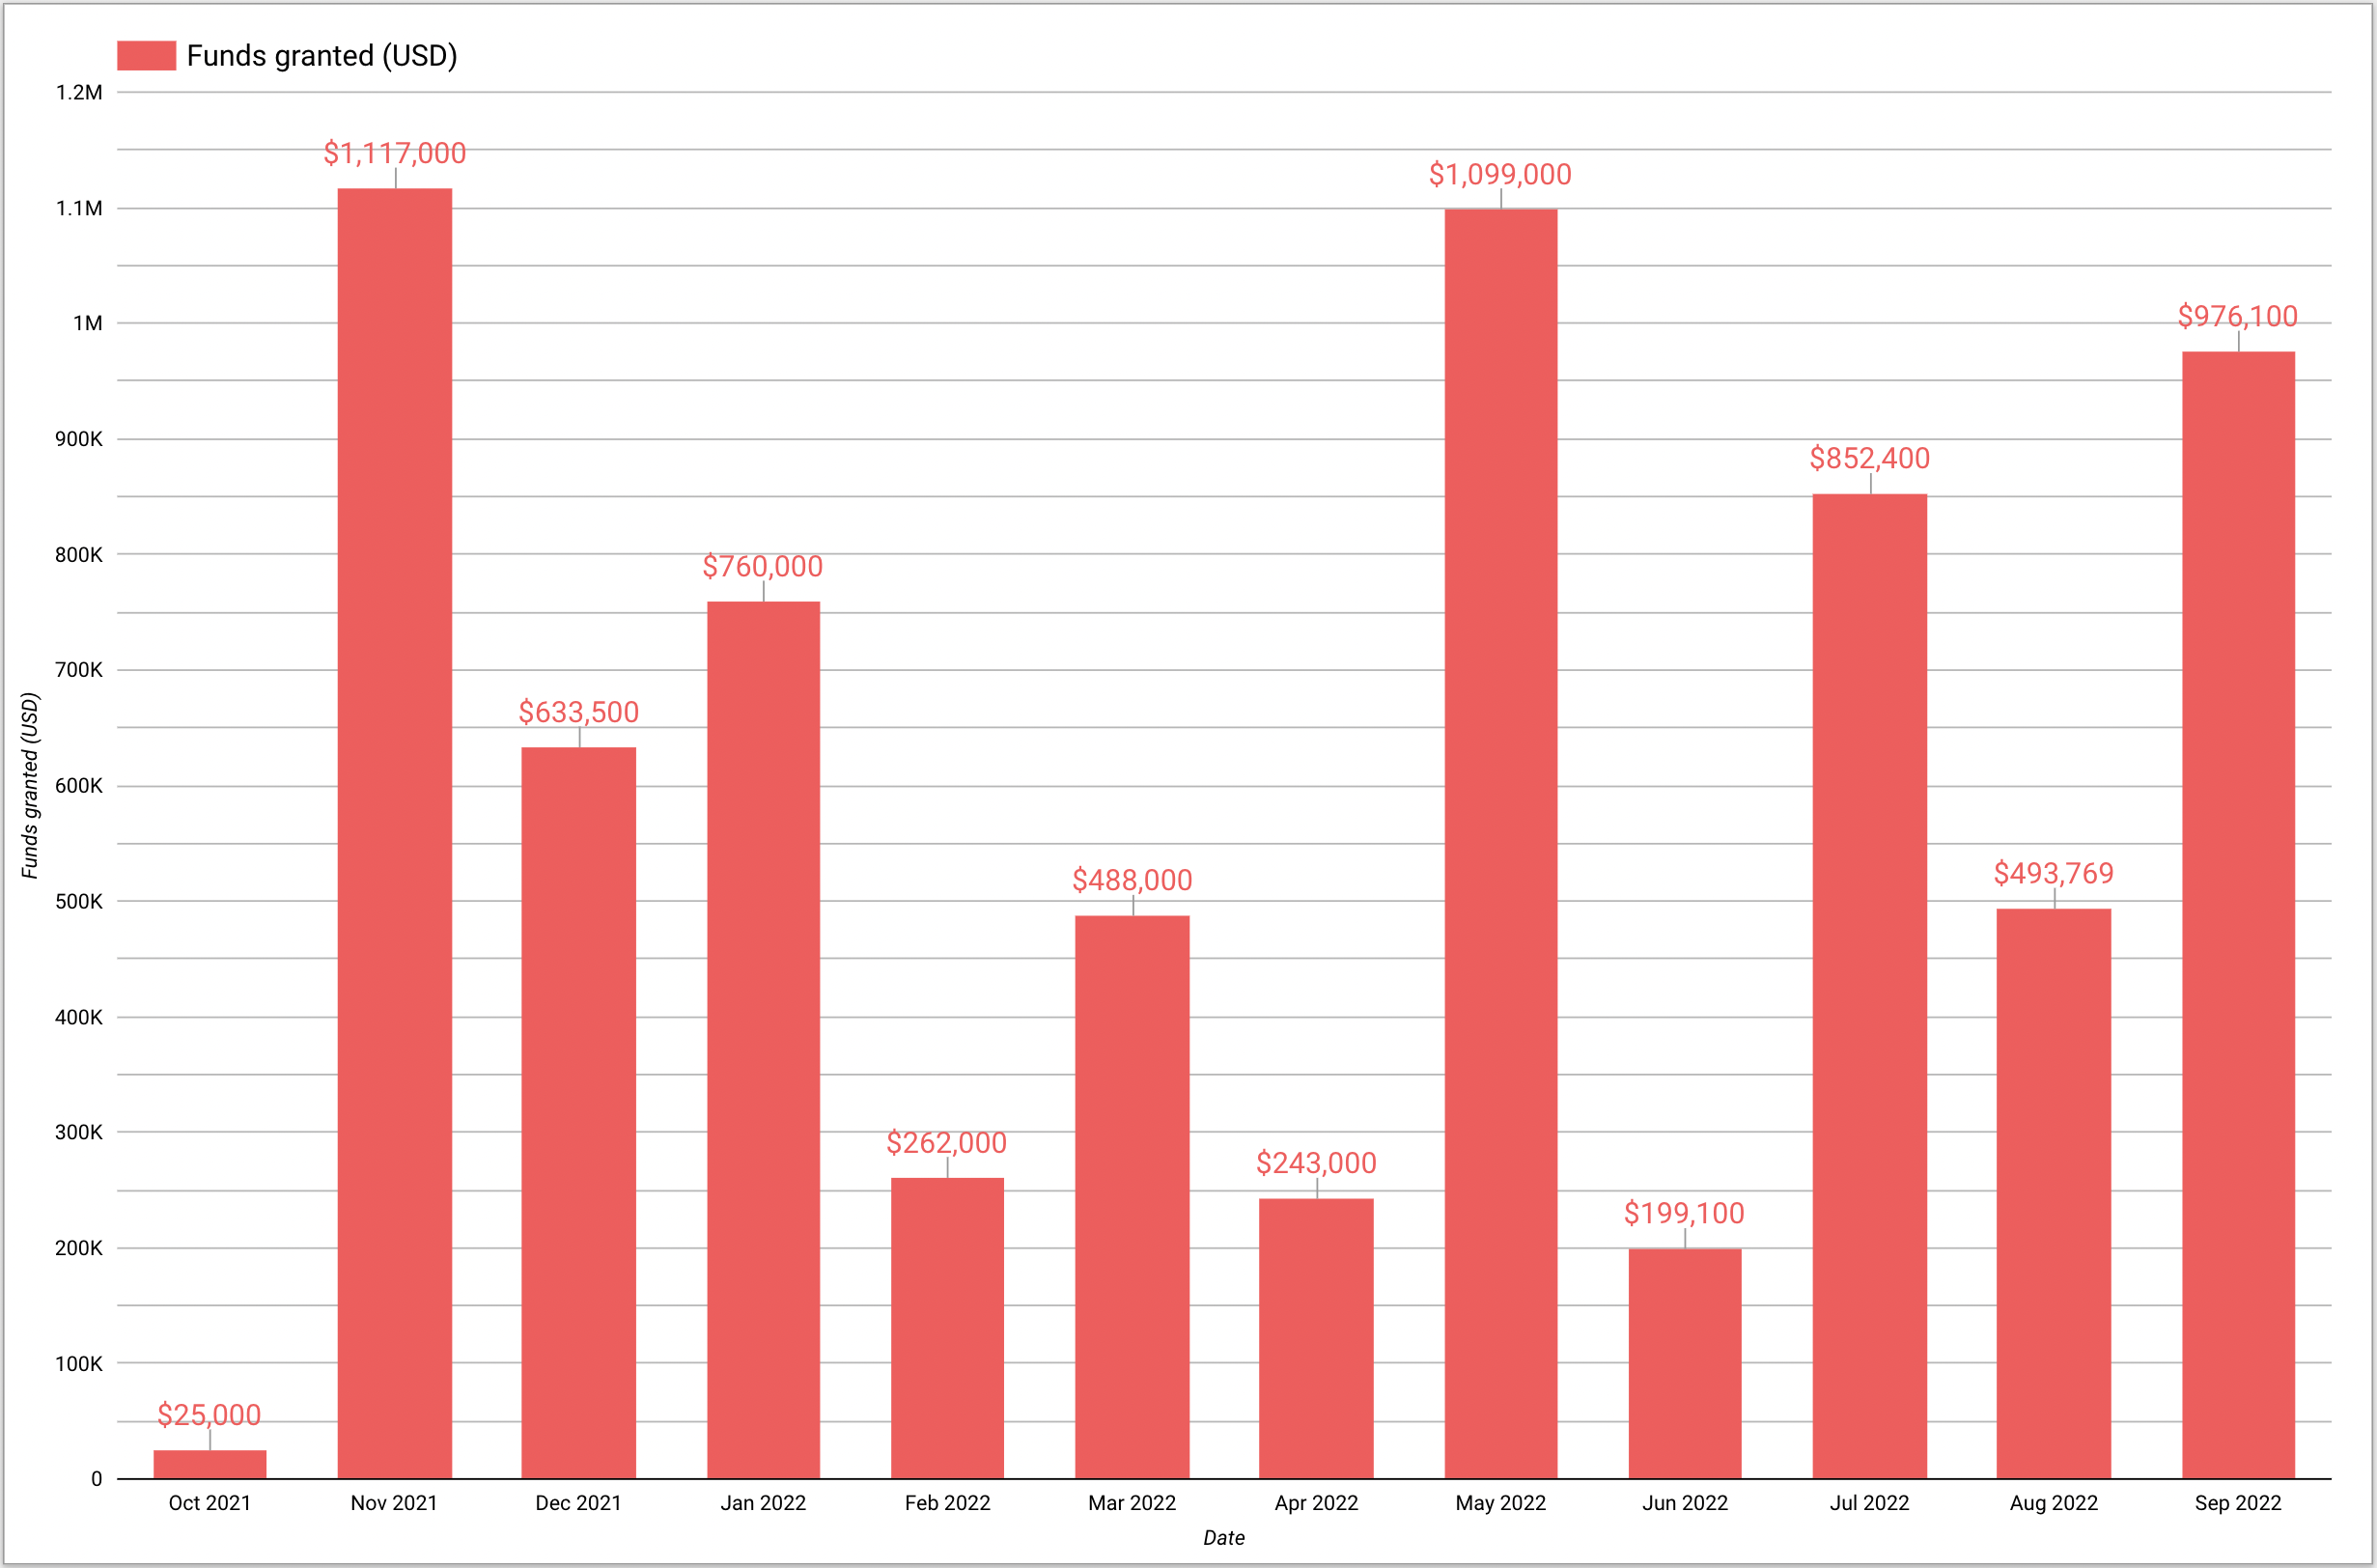 Funds granted (USD)
1.2M
1.1M
1M
900K
800K
700K
600K
500K
400K
300K
200K
100K
0
Funds granted (USD)
$25,000
$1,117,000
$633,500
$760,000
$262,000
$488,000
$243,000
$1,099,000
$199,100
$852,400
$493,769
$976,100
Oct 2021
Nov 2021
Dec 2021
Jan 2022
Feb 2022
Mar 2022
Apr 2022
May 2022
Jun 2022
Jul 2022
Aug 2022
Sep 2022
Date